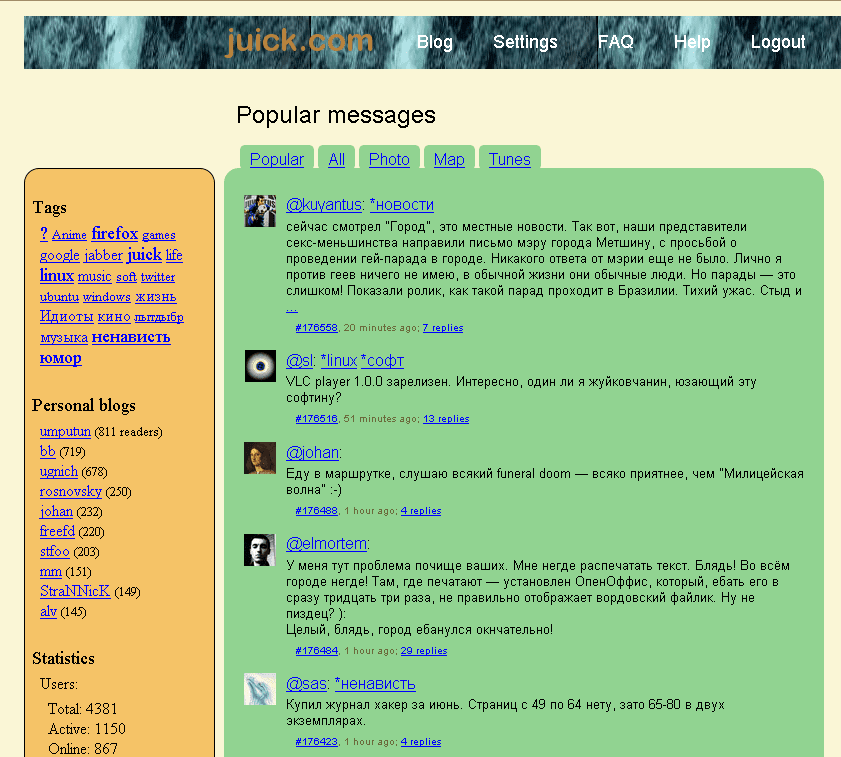 juick.com Blog Settings FAQ Help Logout
Popular messages
Popular All Photo Map Tunes
Tags
? Anime firefox games
google jabber juick life
linux music soft twitter
ubuntu windows жизнь
Идиоты кино лытдыбр
музыка ненависть
юмор
Personal blogs
umputun (811 readers)
bb (719)
ugnich (678)
rosnovsky (250)
johan (232)
freefd (220)
stfoo (203)
mm (151)
StraNNicK (149)
alv (145)
Statistics
Users:
Total: 4381
Active: 1150
Online: 867
@kuyantus: *новости
сейчас смотрел "Город", это местные новости. Так вот, наши представители
секс-меньшинства направили письмо мэру города Метшину, с просьбой о
проведении гей-парада в городе. Никакого ответа от мэрии еще не было. Лично я
против геев ничего не имею, в обычной жизни они обычные люди. Но парады — это
слишком! Показали ролик, как такой парад проходит в Бразилии. Тихий ужас. Стыд и
...
#176558, 20 minutes ago; 7 replies
@sl: *linux *софт
VLC player 1.0.0 зарелизен. Интересно, один ли я жуйковчанин, юзающий эту
софтину?
#176516, 51 minutes ago; 13 replies
@johan:
Еду в маршрутке, слушаю всякий funeral doom — всяко приятнее, чем "Милицейская
волна" :-)
#176488, 1 hour ago; 4 replies
@elmortem:
У меня тут проблема почище ваших. Мне негде распечатать текст. Блядь! Во всём
городе негде! Там, где печатают — установлен ОпенОффис, который, ебать его в
сразу тридцать три раза, не правильно отображает вордовский файлик. Ну не
пиздец? ):
Целый, блядь, город ебанулся окнчательно!
#176484, 1 hour ago; 29 replies
@sas: *ненависть
Купил журнал хакер за июнь. Страниц с 49 по 64 нету, зато 65-80 в двух
экземплярах.
#176423, 1 hour ago; 4 replies